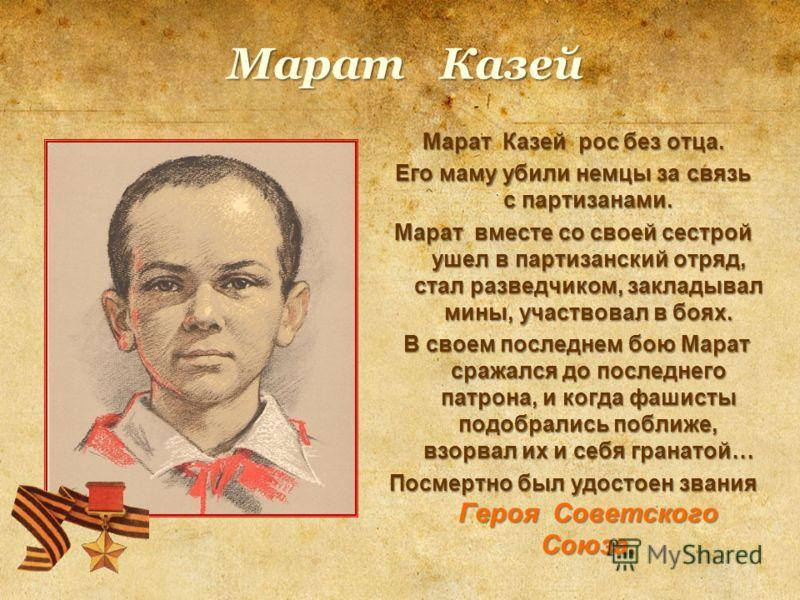 Марат Казей
Марат Казей рос без отца.
Его маму убили немцы за связь
с партизанами.
Марат вместе со своей сестрой
ушел в партизанский отряд,
стал разведчиком, закладывал
мины, участвовал в боях.
В своем последнем бою Марат
сражался до последнего
патрона, и когда фашисты
подобрались поближе,
взорвал их и себя гранатой…
Посмертно был удостоен звания
Героя Советского
Союза.
MyShared